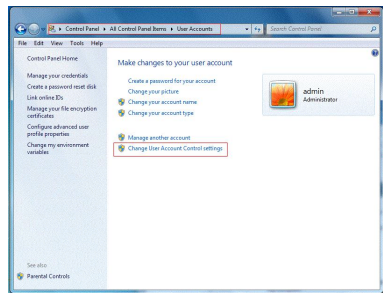 Control Panel ▸ All Control Panel Items ▸ User Accounts
Search Control Panel
File Edit View Tools Help
Control Panel Home
Manage your credentials
Create a password reset disk
Link online IDs
Manage your file encryption
certificates
Configure advanced user
profile properties
Change my environment
variables
See also
Parental Controls
Make changes to your user account
Create a password for your account
Change your picture
Change your account name
Change your account type
Manage another account
Change User Account Control settings
admin
Administrator